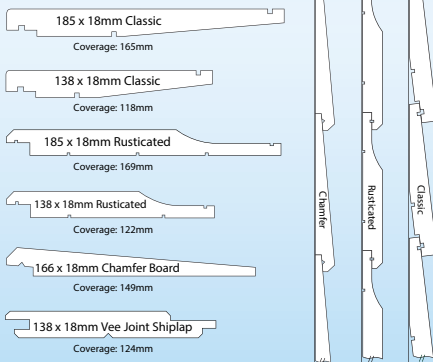 185 x 18mm Classic
Coverage: 165mm
138 x 18mm Classic
Coverage: 118mm
185 x 18mm Rusticated
Coverage: 169mm
138 x 18mm Rusticated
Coverage: 122mm
166 x 18mm Chamfer Board
Coverage: 149mm
138 x 18mm Vee Joint Shiplap
Coverage: 124mm
Chamfer
Rusticated
Classic